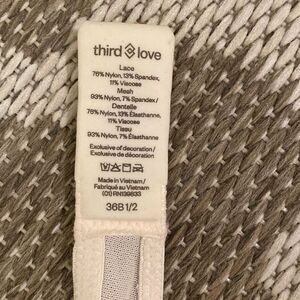 third love
Lace
76% Nylon, 13% Spandex,
11% Viscose
Mesh
93% Nylon, 7% Spandex/
Dentelle
76% Nylon, 13% Élasthanne,
11% Viscose
Tissu
93% Nylon, 7% Élasthanne
Exclusive of decoration/
Exclusive de décoration
Made in Vietnam/
Fabriqué au Vietnam
(01) RN139633
36B1/2